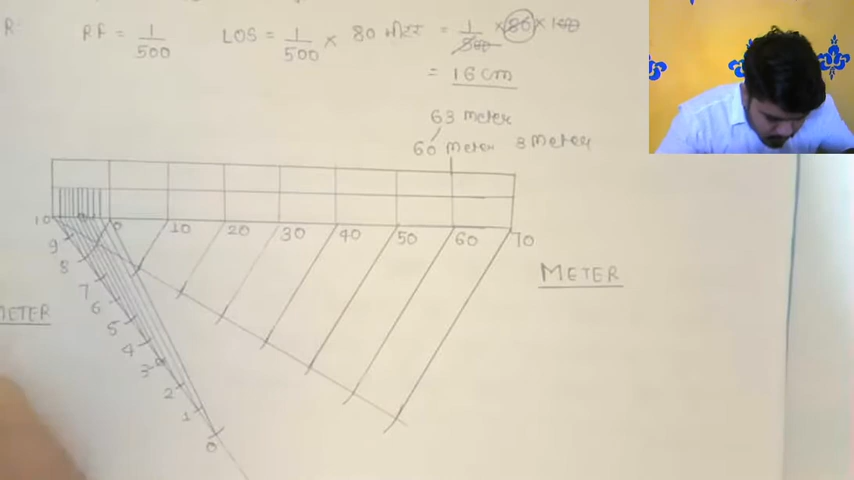 R:
RF = 1/500 LOS = 1/500 × 80 मीटर = 1/500 × 80 × 100
= 16 cm
63 meter
60 meter 3 meter
10 0 10 20 30 40 50 60 70
9
8
7
6
5
4
3
2
1
0
METER
METER